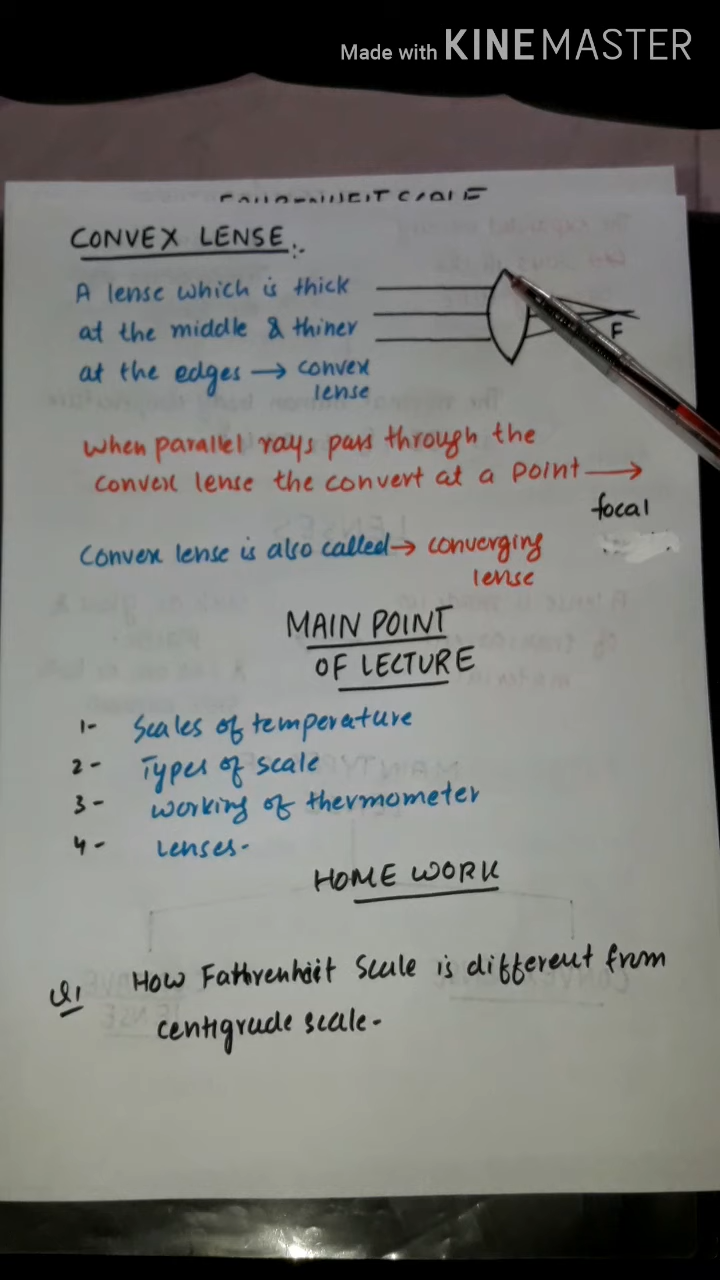 Made with KINEMASTER
CONVEX LENSE:-
A lense which is thick
at the middle & thiner
at the edges → convex
lense
F
when parallel rays pass through the
convex lense the convert at a point →
focal
Convex lense is also called → converging
lense
MAIN POINT
OF LECTURE
1- Scales of temperature
2- Types of scale
3- working of thermometer
4- Lenses.
HOME WORK
Q1 How Fathrenheit Scale is different from
centigrade scale.